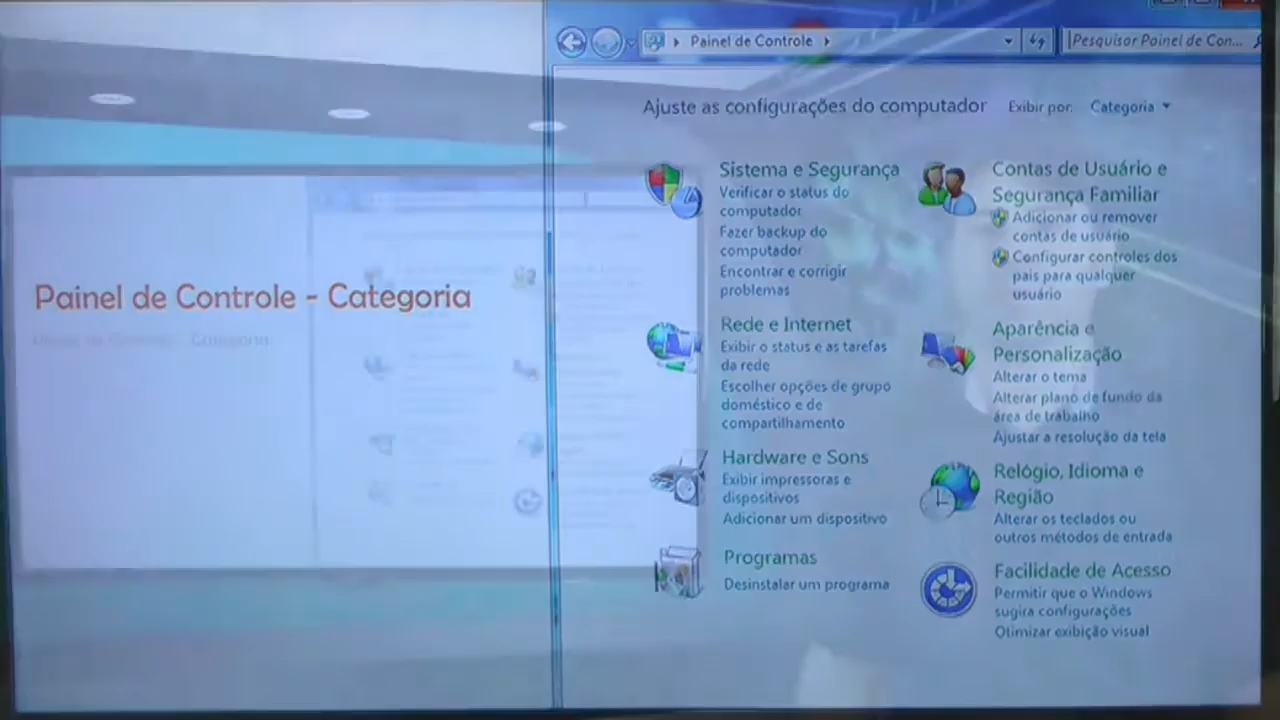 Painel de Controle
Pesquisar Painel de Con...
Ajuste as configurações do computador
Exibir por:
Categoria
Painel de Controle - Categoria
Sistema e Segurança
Verificar o status do
computador
Fazer backup do
computador
Encontrar e corrigir
problemas
Rede e Internet
Exibir o status e as tarefas
da rede
Escolher opções de grupo
doméstico e de
compartilhamento
Hardware e Sons
Exibir impressoras e
dispositivos
Adicionar um dispositivo
Programas
Desinstalar um programa
Contas de Usuário e
Segurança Familiar
Adicionar ou remover
contas de usuário
Configurar controles dos
pais para qualquer
usuário
Aparência e
Personalização
Alterar o tema
Alterar plano de fundo da
área de trabalho
Ajustar a resolução da tela
Relógio, Idioma e
Região
Alterar os teclados ou
outros métodos de entrada
Facilidade de Acesso
Permitir que o Windows
sugira configurações
Otimizar exibição visual